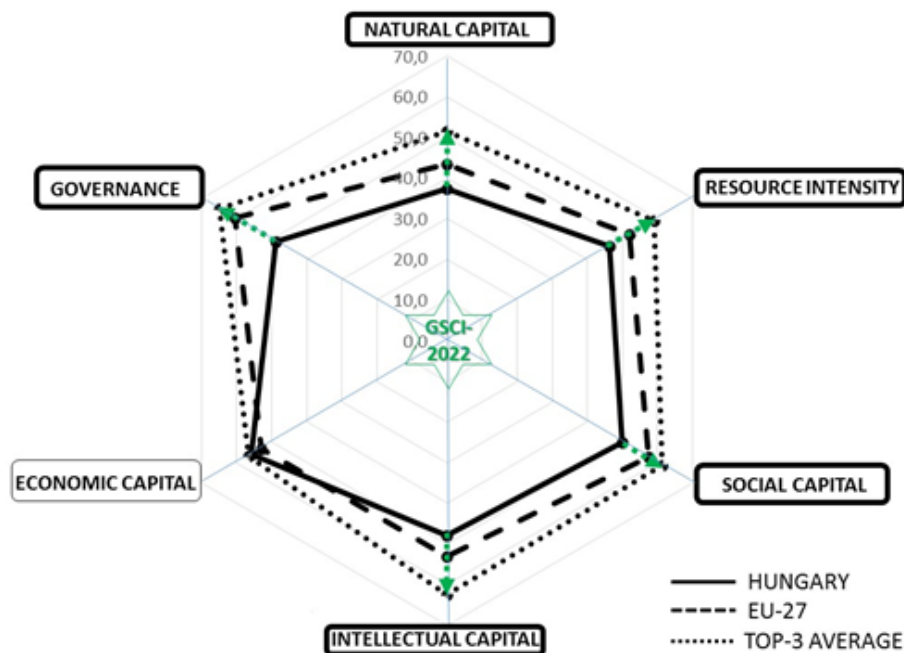 NATURAL CAPITAL
70,0
60,0
50,0
40,0
30,0
20,0
10,0
0,0
GOVERNANCE
RESOURCE INTENSITY
GSCI-
2022
ECONOMIC CAPITAL
SOCIAL CAPITAL
INTELLECTUAL CAPITAL
HUNGARY
EU-27
TOP-3 AVERAGE